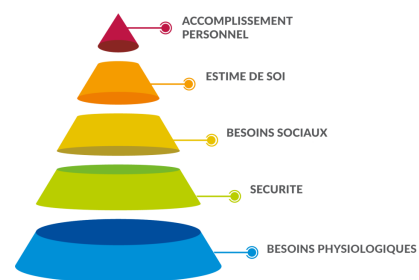 ACCOMPLISSEMENT
PERSONNEL
ESTIME DE SOI
BESOINS SOCIAUX
SECURITE
BESOINS PHYSIOLOGIQUES